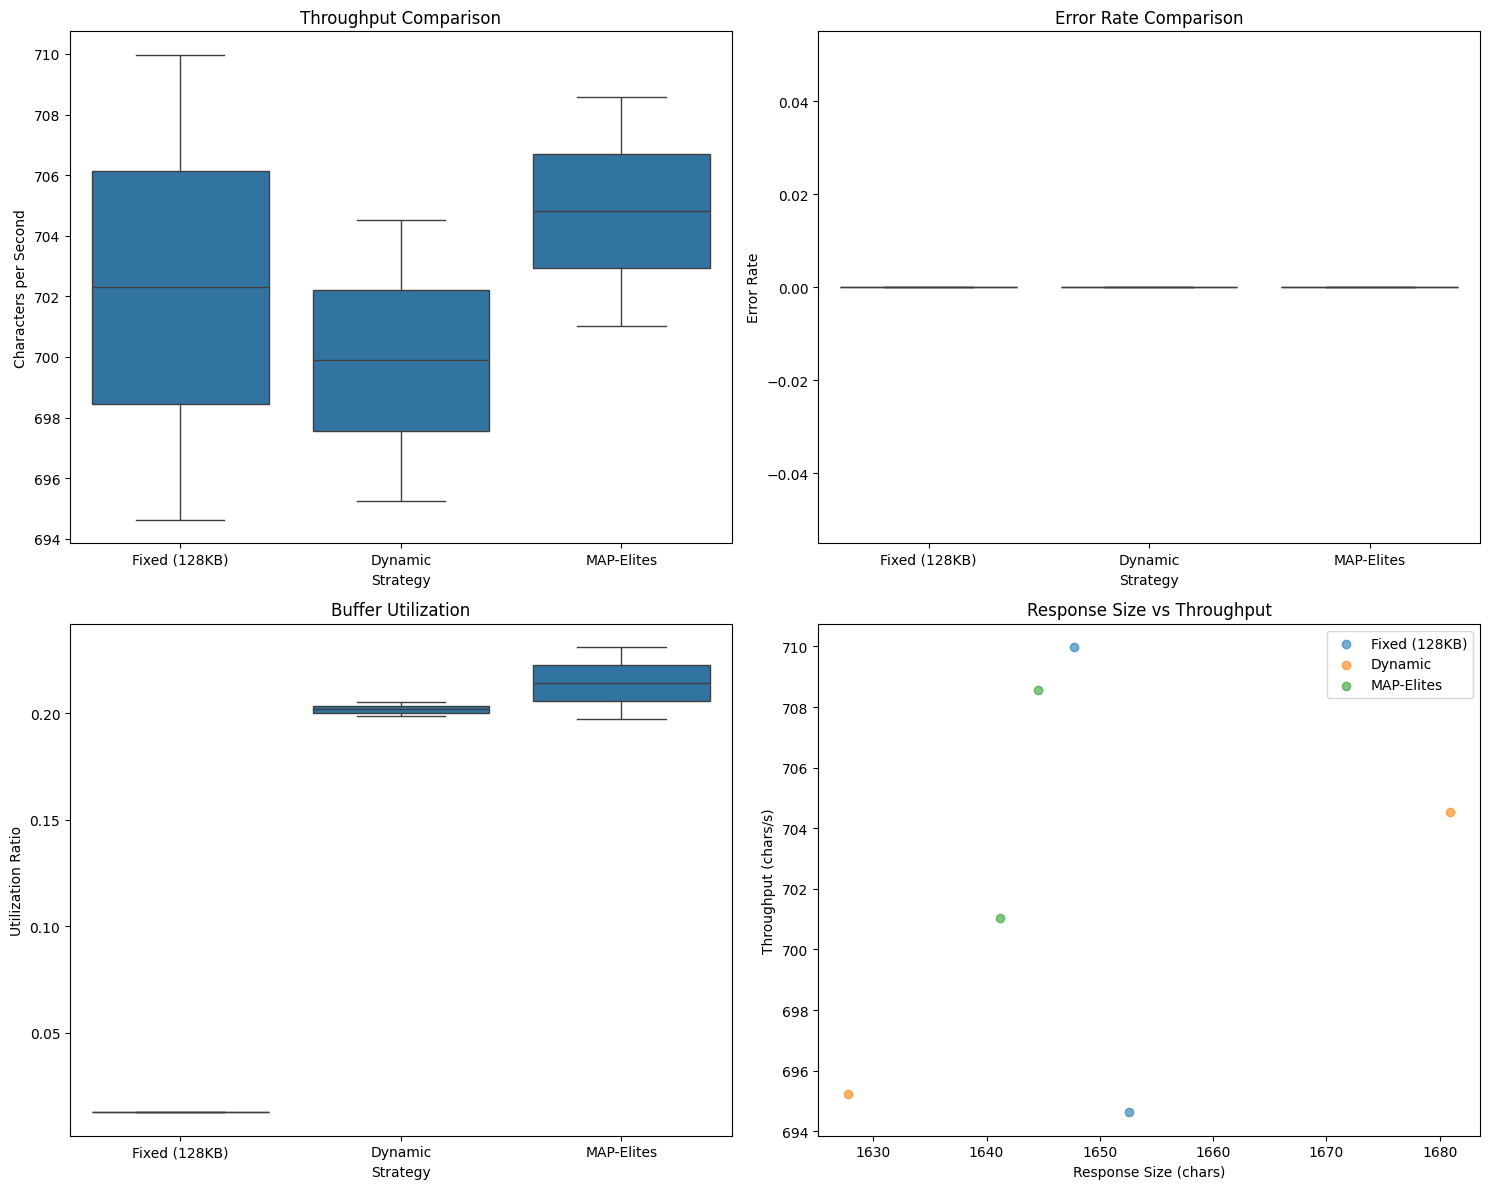 Throughput Comparison
710
708
706
704
702
700
698
696
694
Characters per Second
Fixed (128KB)
Dynamic
MAP-Elites
Strategy
Error Rate Comparison
0.04
0.02
0.00
−0.02
−0.04
Error Rate
Fixed (128KB)
Dynamic
MAP-Elites
Strategy
Buffer Utilization
0.20
0.15
0.10
0.05
Utilization Ratio
Fixed (128KB)
Dynamic
MAP-Elites
Strategy
Response Size vs Throughput
Fixed (128KB)
Dynamic
MAP-Elites
710
708
706
704
702
700
698
696
694
Throughput (chars/s)
1630
1640
1650
1660
1670
1680
Response Size (chars)